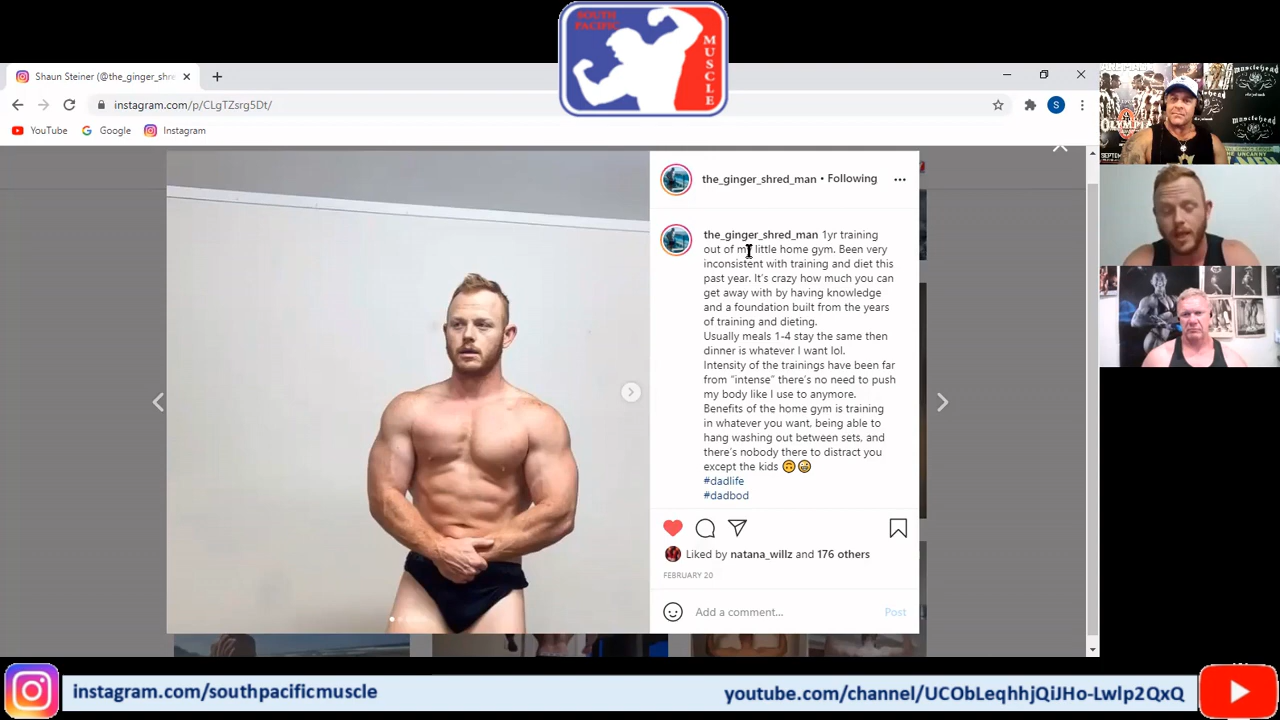 SOUTH
PACIFIC
MUSCLE
Shaun Steiner (@the_ginger_shre
instagram.com/p/CLgTZsrg5Dt/
YouTube
Google
Instagram
S
the_ginger_shred_man • Following
the_ginger_shred_man 1yr training
out of my little home gym. Been very
inconsistent with training and diet this
past year. It's crazy how much you can
get away with by having knowledge
and a foundation built from the years
of training and dieting.
Usually meals 1-4 stay the same then
dinner is whatever I want lol.
Intensity of the trainings have been far
from "intense" there's no need to push
my body like I use to anymore.
Benefits of the home gym is training
in whatever you want, being able to
hang washing out between sets, and
there's nobody there to distract you
except the kids 🙃😁
#dadlife
#dadbod
Liked by natana_willz and 176 others
FEBRUARY 20
Add a comment...
Post
OLYMPIA
musclehead
instagram.com/southpacificmuscle
youtube.com/channel/UCObLeqhhjQiJHo-LwIp2QxQ